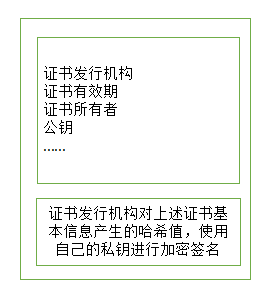 证书发行机构
证书有效期
证书所有者
公钥
……
证书发行机构对上述证书基
本信息产生的哈希值，使用
自己的私钥进行加密签名